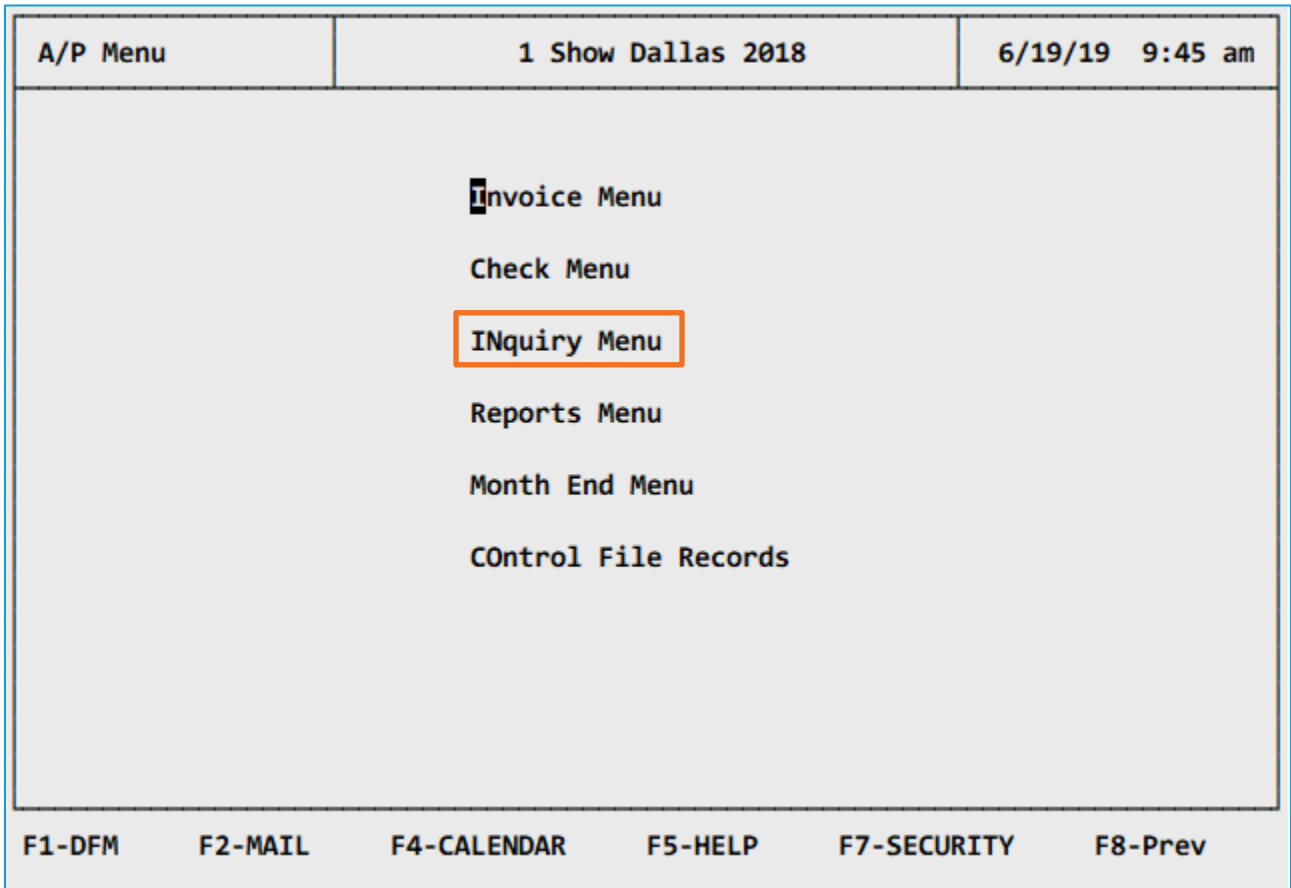 A/P Menu 1 Show Dallas 2018 6/19/19 9:45 am
Invoice Menu
Check Menu
INquiry Menu
Reports Menu
Month End Menu
COntrol File Records
F1-DFM F2-MAIL F4-CALENDAR F5-HELP F7-SECURITY F8-Prev